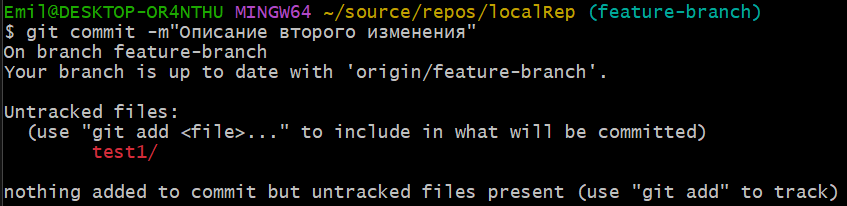 Emil@DESKTOP-OR4NTHU MINGW64 ~/source/repos/localRep (feature-branch)
$ git commit -m"Описание второго изменения"
On branch feature-branch
Your branch is up to date with 'origin/feature-branch'.
Untracked files:
(use "git add <file>..." to include in what will be committed)
test1/
nothing added to commit but untracked files present (use "git add" to track)